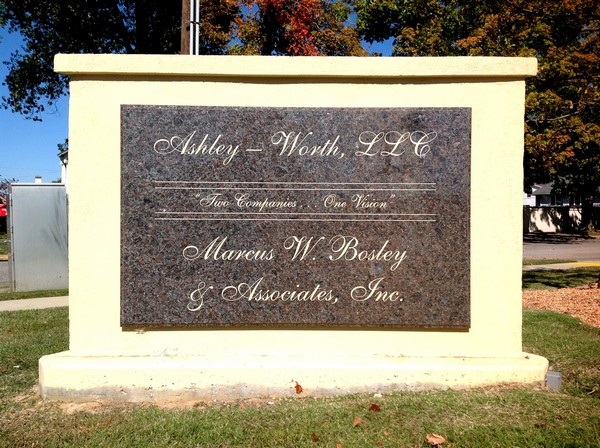 Ashley – Worth, LLC
"Two Companies . . . One Vision"
Marcus W. Bosley
& Associates, Inc.